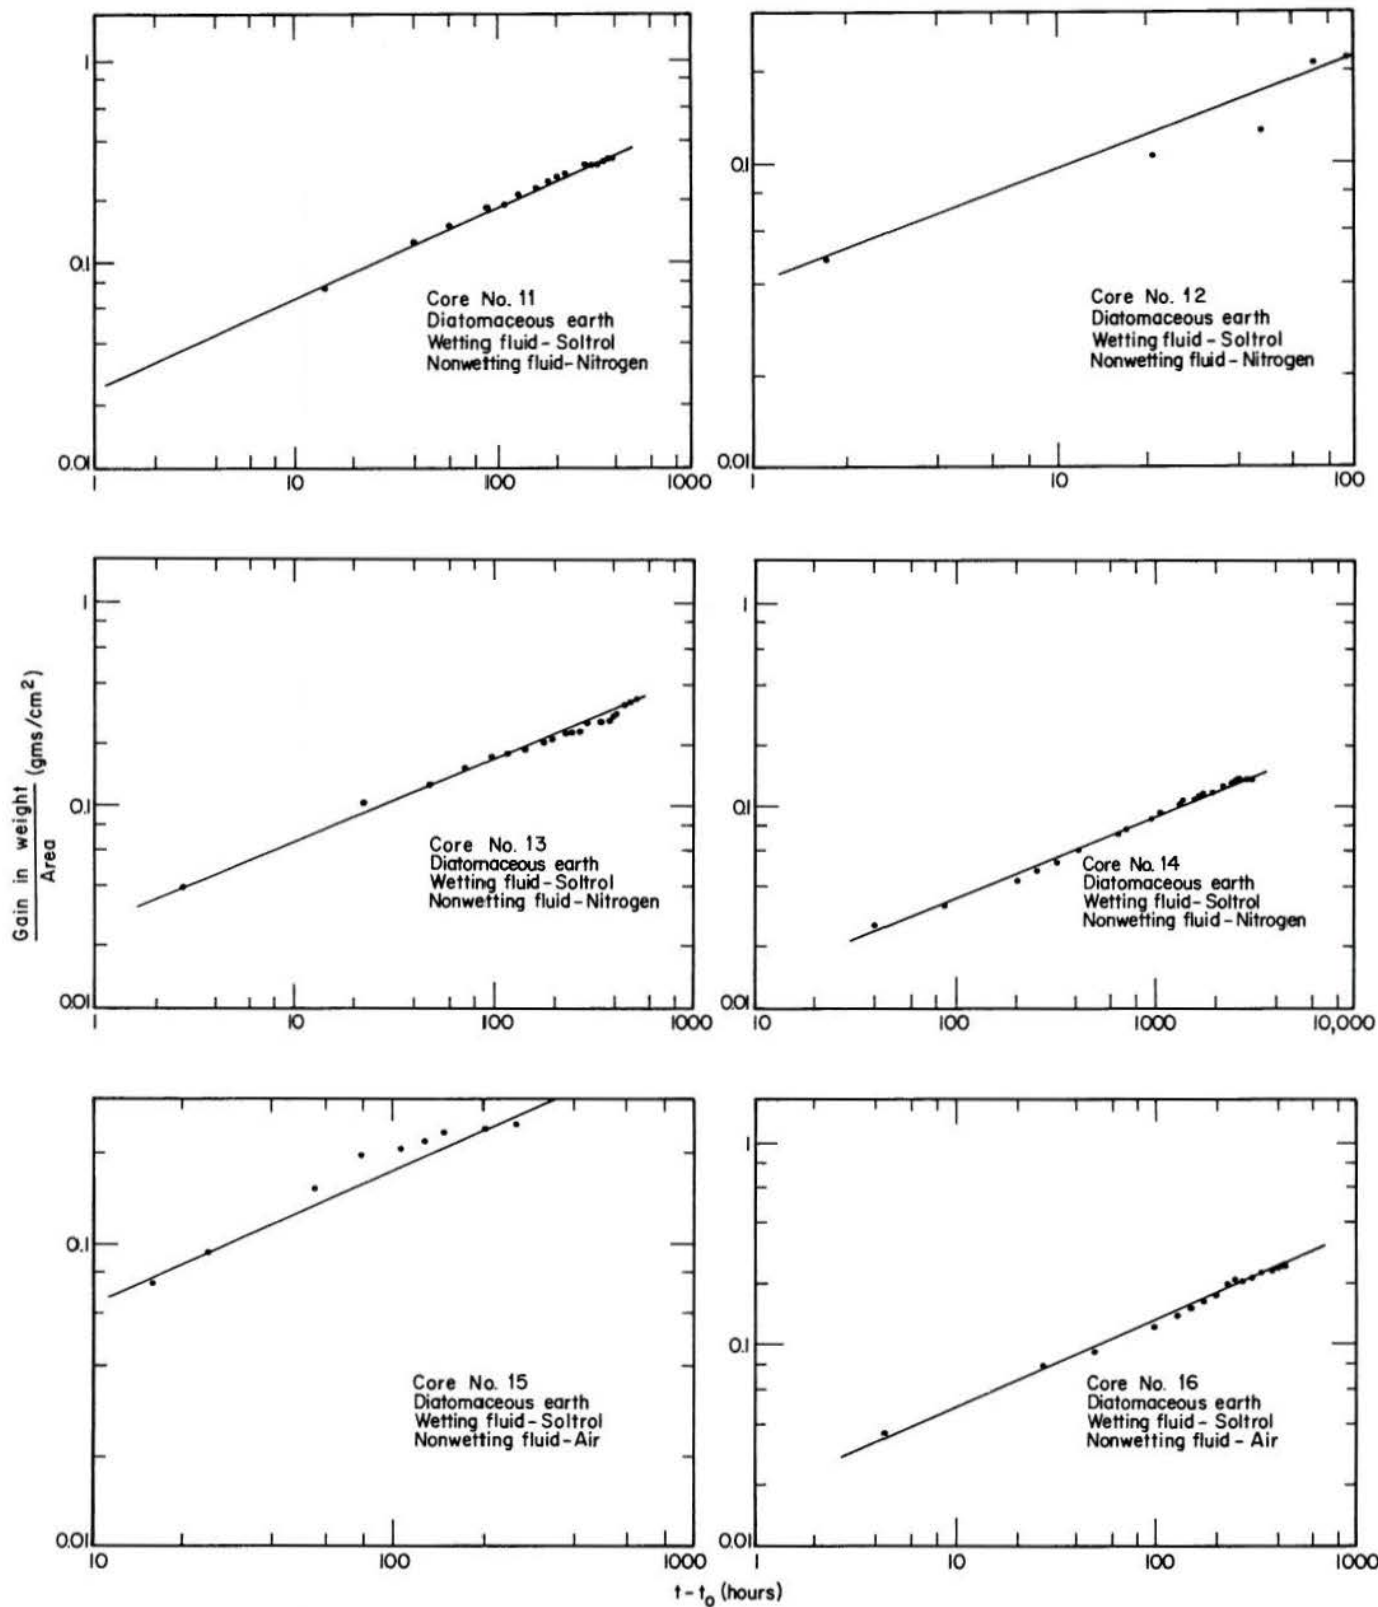 1
0.1
0.01
1
10
100
1000
Core No. 11
Diatomaceous earth
Wetting fluid-Soltrol
Nonwetting fluid-Nitrogen
0.1
0.01
1
10
100
Core No. 12
Diatomaceous earth
Wetting fluid-Soltrol
Nonwetting fluid-Nitrogen
Gain in weight
Area
(gms/cm²)
1
0.1
0.01
1
10
100
1000
Core No. 13
Diatomaceous earth
Wetting fluid-Soltrol
Nonwetting fluid-Nitrogen
1
0.1
0.01
10
100
1000
10,000
Core No. 14
Diatomaceous earth
Wetting fluid-Soltrol
Nonwetting fluid-Nitrogen
0.1
0.01
10
100
1000
Core No. 15
Diatomaceous earth
Wetting fluid-Soltrol
Nonwetting fluid-Air
1
0.1
0.01
1
10
100
1000
Core No. 16
Diatomaceous earth
Wetting fluid-Soltrol
Nonwetting fluid-Air
t-t₀ (hours)